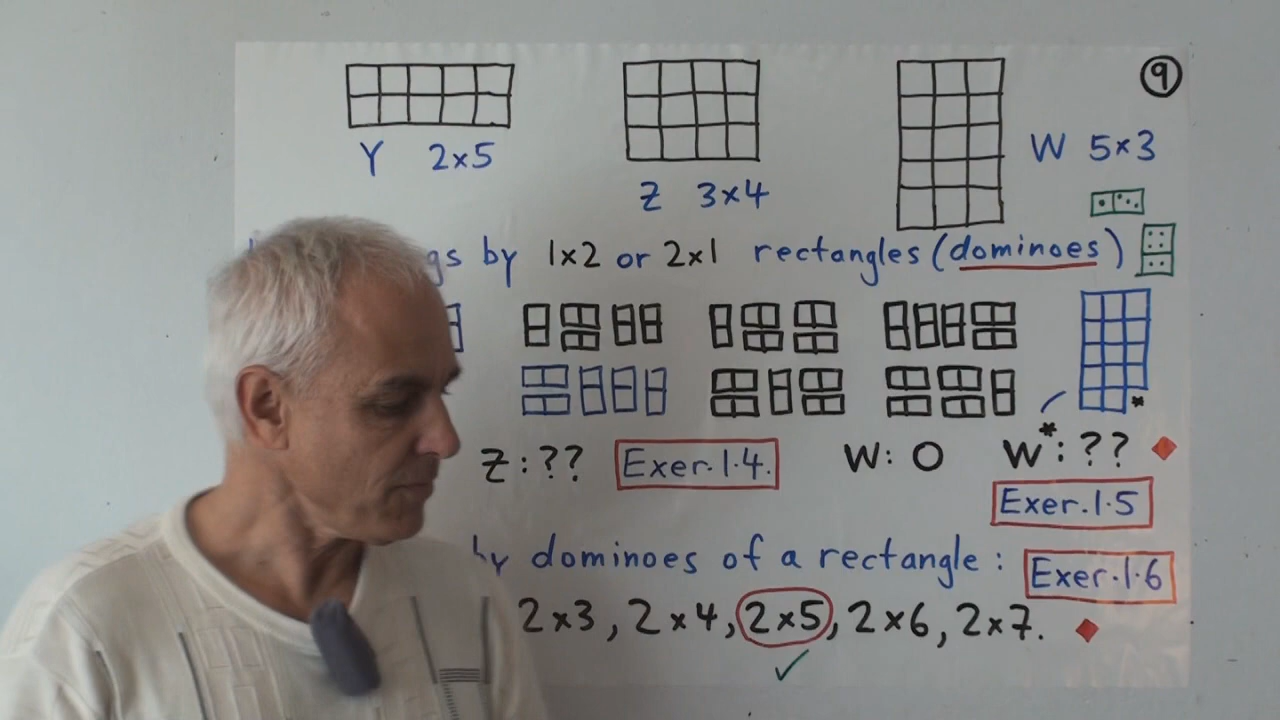 9
Y 2×5
Z 3×4
W 5×3
by 1×2 or 2×1 rectangles (dominoes)
*
Z : ?? Exer. 1.4.
W : 0
W* : ??
Exer. 1.5
by dominoes of a rectangle :
Exer. 1.6
2×3, 2×4, 2×5, 2×6, 2×7.